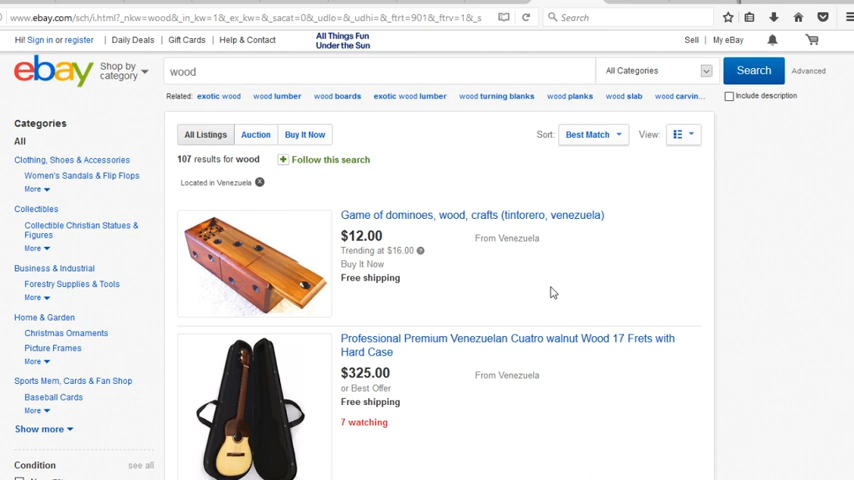 www.ebay.com/sch/i.html?_nkw=wood&_in_kw=1&_ex_kw=&_sacat=0&_udlo=&_udhi=&_ftrt=901&_ftrv=1&_s
Search
Hi! Sign in or register
Daily Deals
Gift Cards
Help & Contact
All Things Fun
Under the Sun
Sell
My eBay
ebay
Shop by
category
wood
All Categories
Search
Advanced
Related:
exotic wood
wood lumber
wood boards
exotic wood lumber
wood turning blanks
wood planks
wood slab
wood carvin...
Include description
Categories
All
Clothing, Shoes & Accessories
Women's Sandals & Flip Flops
More
Collectibles
Collectible Christian Statues &
Figures
More
Business & Industrial
Forestry Supplies & Tools
More
Home & Garden
Christmas Ornaments
Picture Frames
More
Sports Mem, Cards & Fan Shop
Baseball Cards
More
Show more
Condition
see all
All Listings
Auction
Buy It Now
Sort:
Best Match
View:
107 results for wood
Follow this search
Located in Venezuela
Game of dominoes, wood, crafts (tintorero, venezuela)
$12.00
From Venezuela
Trending at $16.00
Buy It Now
Free shipping
Professional Premium Venezuelan Cuatro walnut Wood 17 Frets with
Hard Case
$325.00
From Venezuela
or Best Offer
Free shipping
7 watching